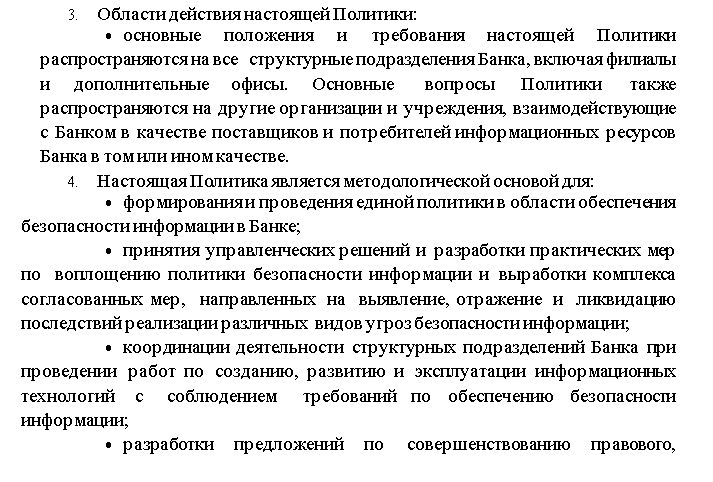 3. Области действия настоящей Политики:
• основные положения и требования настоящей Политики
распространяются на все структурные подразделения Банка, включая филиалы
и дополнительные офисы. Основные вопросы Политики также
распространяются на другие организации и учреждения, взаимодействующие
с Банком в качестве поставщиков и потребителей информационных ресурсов
Банка в том или ином качестве.
4. Настоящая Политика является методологической основой для:
• формирования и проведения единой политики в области обеспечения
безопасности информации в Банке;
• принятия управленческих решений и разработки практических мер
по воплощению политики безопасности информации и выработки комплекса
согласованных мер, направленных на выявление, отражение и ликвидацию
последствий реализации различных видов угроз безопасности информации;
• координации деятельности структурных подразделений Банка при
проведении работ по созданию, развитию и эксплуатации информационных
технологий с соблюдением требований по обеспечению безопасности
информации;
• разработки предложений по совершенствованию правового,